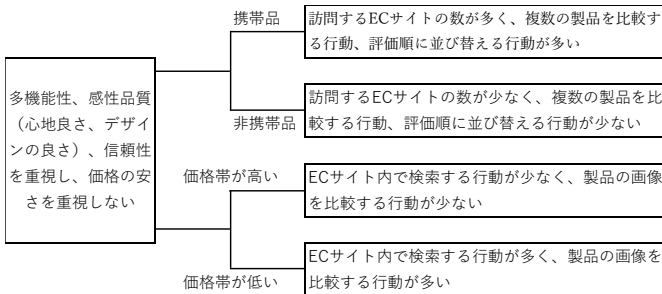 多機能性、感性品質
（心地良さ、デザイ
ンの良さ）、信頼性
を重視し、価格の安
さを重視しない
携帯品
訪問するECサイトの数が多く、複数の製品を比較す
る行動、評価順に並び替える行動が多い
非携帯品
訪問するECサイトの数が少なく、複数の製品を比
較する行動、評価順に並び替える行動が少ない
価格帯が高い
ECサイト内で検索する行動が少なく、製品の画像
を比較する行動が少ない
価格帯が低い
ECサイト内で検索する行動が多く、製品の画像を
比較する行動が多い